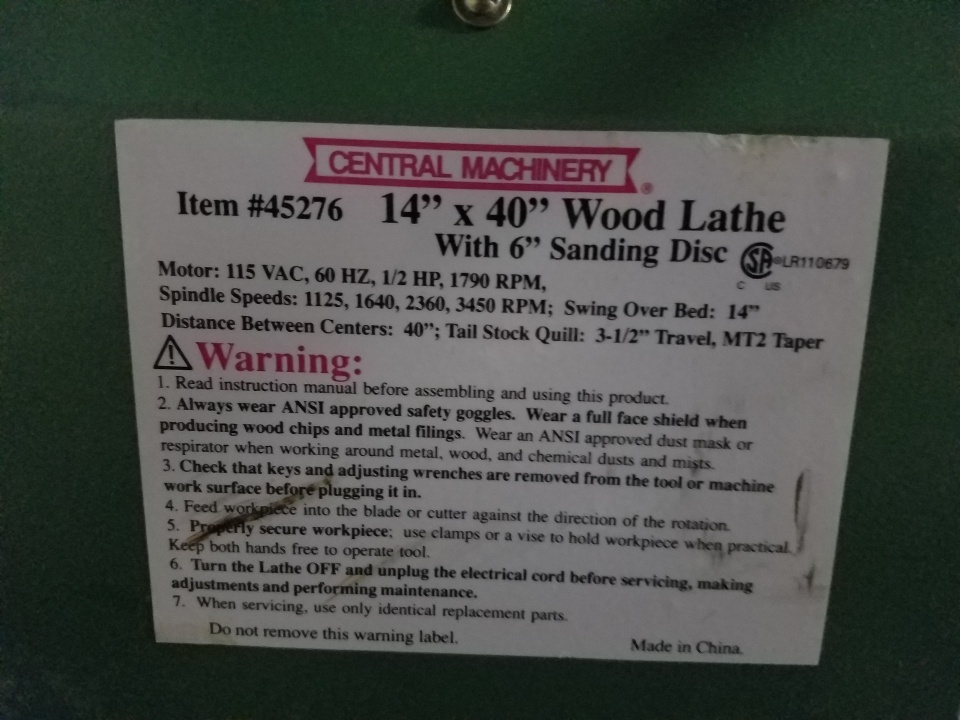 CENTRAL MACHINERY ®
Item #45276 14” x 40” Wood Lathe
With 6” Sanding Disc SA ® LR110679
C US
Motor: 115 VAC, 60 HZ, 1/2 HP, 1790 RPM,
Spindle Speeds: 1125, 1640, 2360, 3450 RPM; Swing Over Bed: 14”
Distance Between Centers: 40”; Tail Stock Quill: 3-1/2” Travel, MT2 Taper
Warning:
1. Read instruction manual before assembling and using this product.
2. Always wear ANSI approved safety goggles. Wear a full face shield when
producing wood chips and metal filings. Wear an ANSI approved dust mask or
respirator when working around metal, wood, and chemical dusts and mists.
3. Check that keys and adjusting wrenches are removed from the tool or machine
work surface before plugging it in.
4. Feed workpiece into the blade or cutter against the direction of the rotation.
5. Properly secure workpiece; use clamps or a vise to hold workpiece when practical.
Keep both hands free to operate tool.
6. Turn the Lathe OFF and unplug the electrical cord before servicing, making
adjustments and performing maintenance.
7. When servicing, use only identical replacement parts.
Do not remove this warning label. Made in China.